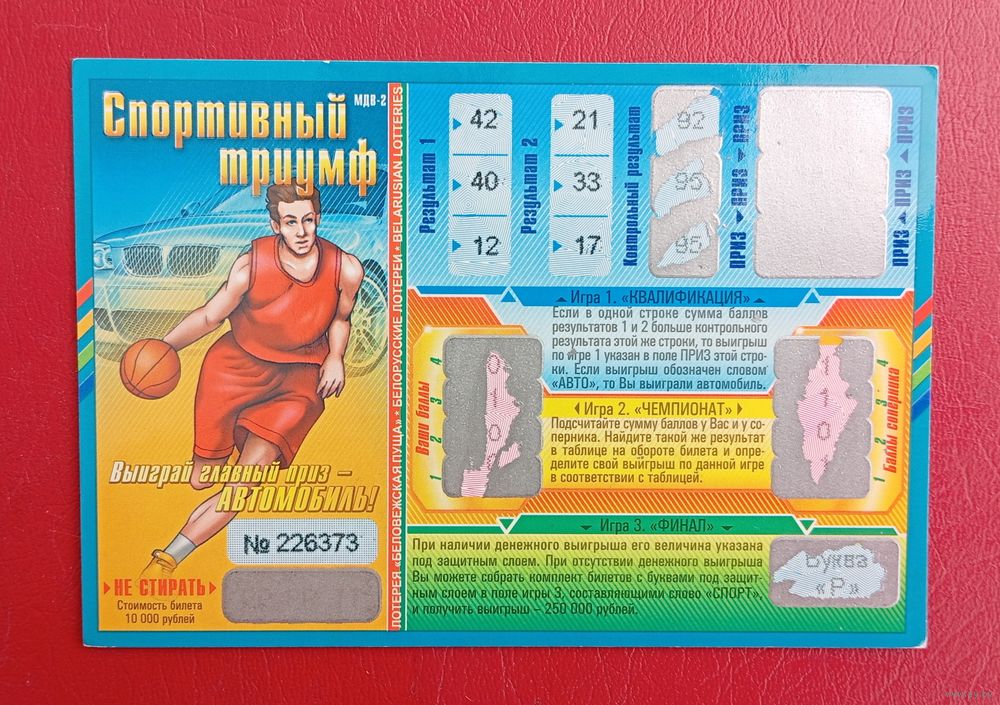 Спортивный
триумф
МДВ-2
Выиграй главный приз –
АВТОМОБИЛЬ!
№ 226373
НЕ СТИРАТЬ
Стоимость билета
10 000 рублей
ЛОТЕРЕЯ «БЕЛОВЕЖСКАЯ ПУЩА» * БЕЛОРУССКИЕ ЛОТЕРЕИ * BELARUSIAN LOTTERIES
Результат 1
42
40
12
Результат 2
21
33
17
Контрольный результат
92
95
95
ПРИЗ ПРИЗ
ПРИЗ ПРИЗ
Игра 1. «КВАЛИФИКАЦИЯ»
Если в одной строке сумма баллов
результатов 1 и 2 больше контрольного
результата этой же строки, то выигрыш
по игре 1 указан в поле ПРИЗ этой стро-
ки. Если выигрыш обозначен словом
«АВТО», то Вы выиграли автомобиль.
Ваши баллы
1 2 3 4
0
1
0
Игра 2. «ЧЕМПИОНАТ»
Подсчитайте сумму баллов у Вас и у со-
перника. Найдите такой же результат
в таблице на обороте билета и опре-
делите свой выигрыш по данной игре
в соответствии с таблицей.
Баллы соперника
1 2 3 4
1
0
Игра 3. «ФИНАЛ»
При наличии денежного выигрыша его величина указана
под защитным слоем. При отсутствии денежного выигрыша
Вы можете собрать комплект билетов с буквами под защит-
ным слоем в поле игры 3, составляющими слово «СПОРТ»,
и получить выигрыш – 250 000 рублей.
Буква
«Р»